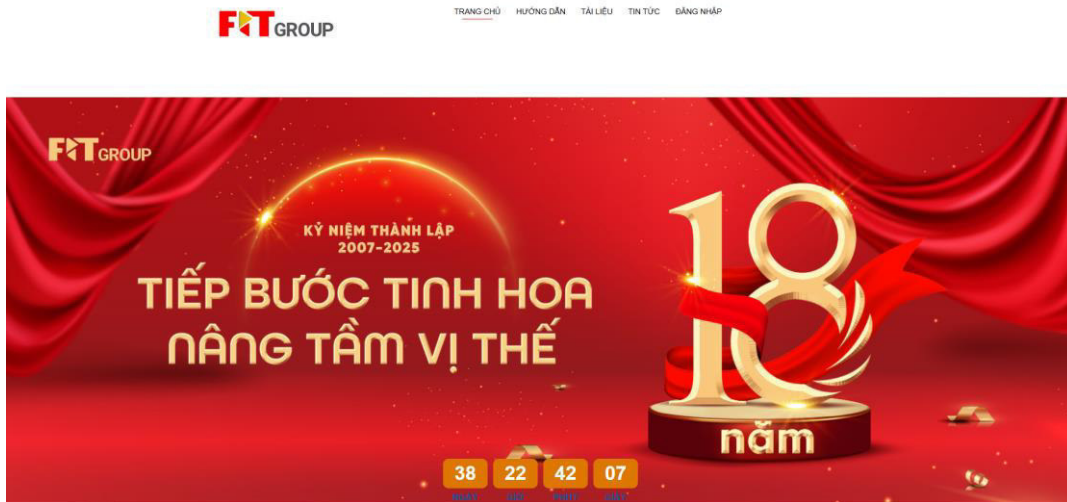 FIT GROUP
TRANG CHỦ HƯỚNG DẪN TÀI LIỆU TIN TỨC ĐĂNG NHẬP
FIT GROUP
KỶ NIỆM THÀNH LẬP
2007-2025
TIẾP BƯỚC TINH HOA
NÂNG TẦM VỊ THẾ
18
năm
38 22 42 07